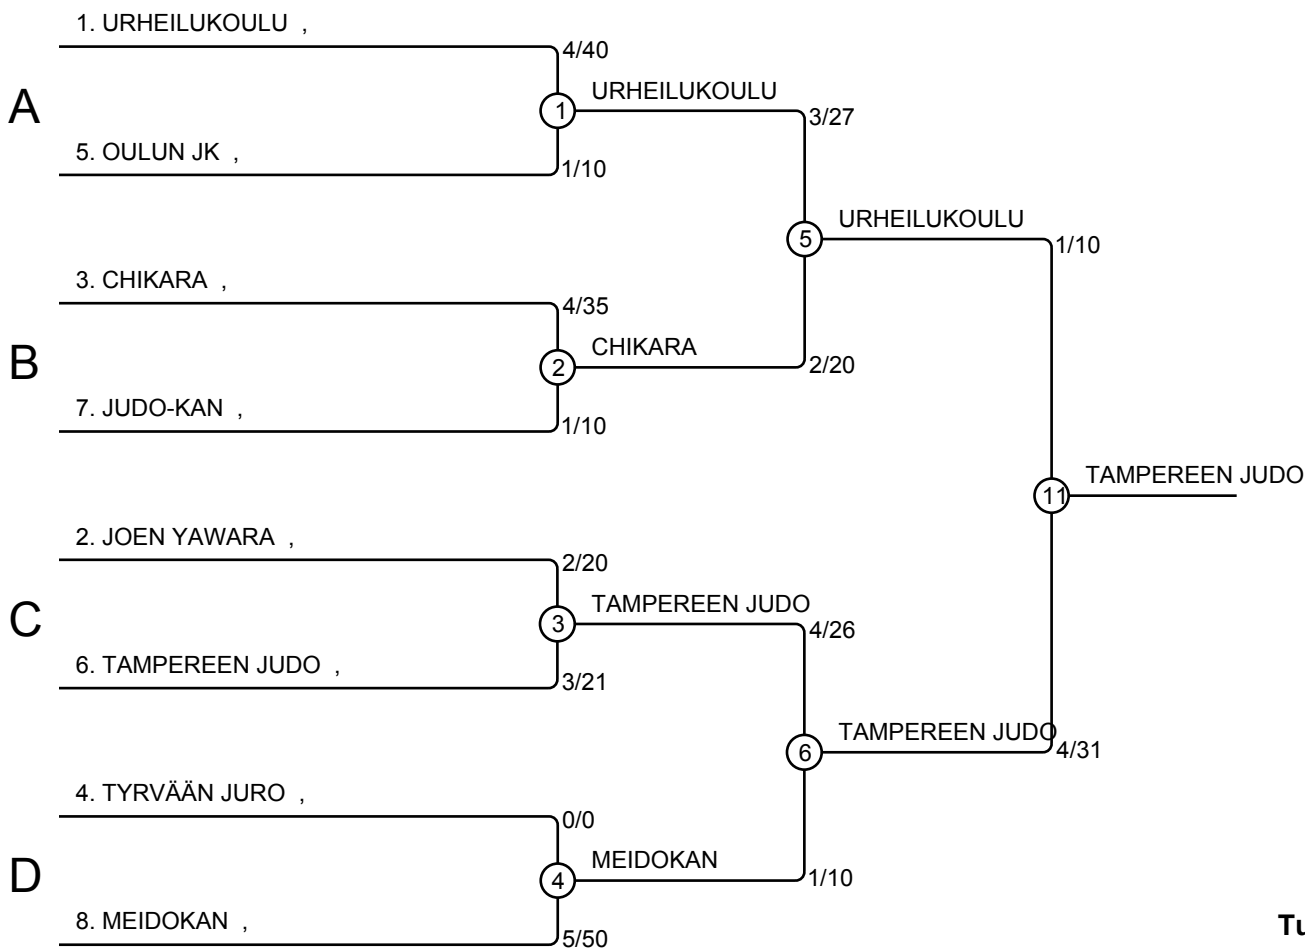 1. URHEILUKOULU ,
4/40
A
1 URHEILUKOULU
3/27
5. OULUN JK ,
1/10
5 URHEILUKOULU
1/10
3. CHIKARA ,
4/35
B
2 CHIKARA
2/20
7. JUDO-KAN ,
1/10
11 TAMPEREEN JUDO
2. JOEN YAWARA ,
2/20
C
3 TAMPEREEN JUDO
4/26
6. TAMPEREEN JUDO ,
3/21
6 TAMPEREEN JUDO
4/31
4. TYRVÄÄN JURO ,
0/0
D
4 MEIDOKAN
1/10
8. MEIDOKAN ,
5/50
Tu